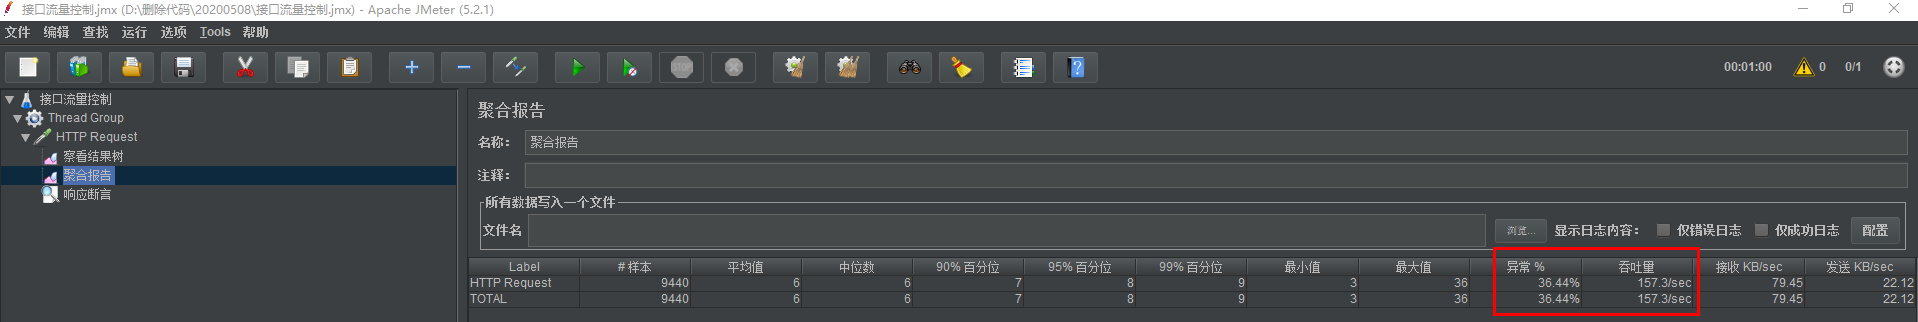 接口流量控制.jmx (D:\删除代码\20200508\接口流量控制.jmx) - Apache JMeter (5.2.1)
文件 编辑 查找 运行 选项 Tools 帮助
STOP 00:01:00 0 0/1
接口流量控制
Thread Group
HTTP Request
察看结果树
聚合报告
响应断言
聚合报告
名称： 聚合报告
注释：
所有数据写入一个文件
文件名 浏览... 显示日志内容： 仅错误日志 仅成功日志 配置
Label # 样本 平均值 中位数 90% 百分位 95% 百分位 99% 百分位 最小值 最大值 异常 % 吞吐量 接收 KB/sec 发送 KB/sec
HTTP Request 9440 6 6 7 8 9 3 36 36.44% 157.3/sec 79.45 22.12
TOTAL 9440 6 6 7 8 9 3 36 36.44% 157.3/sec 79.45 22.12